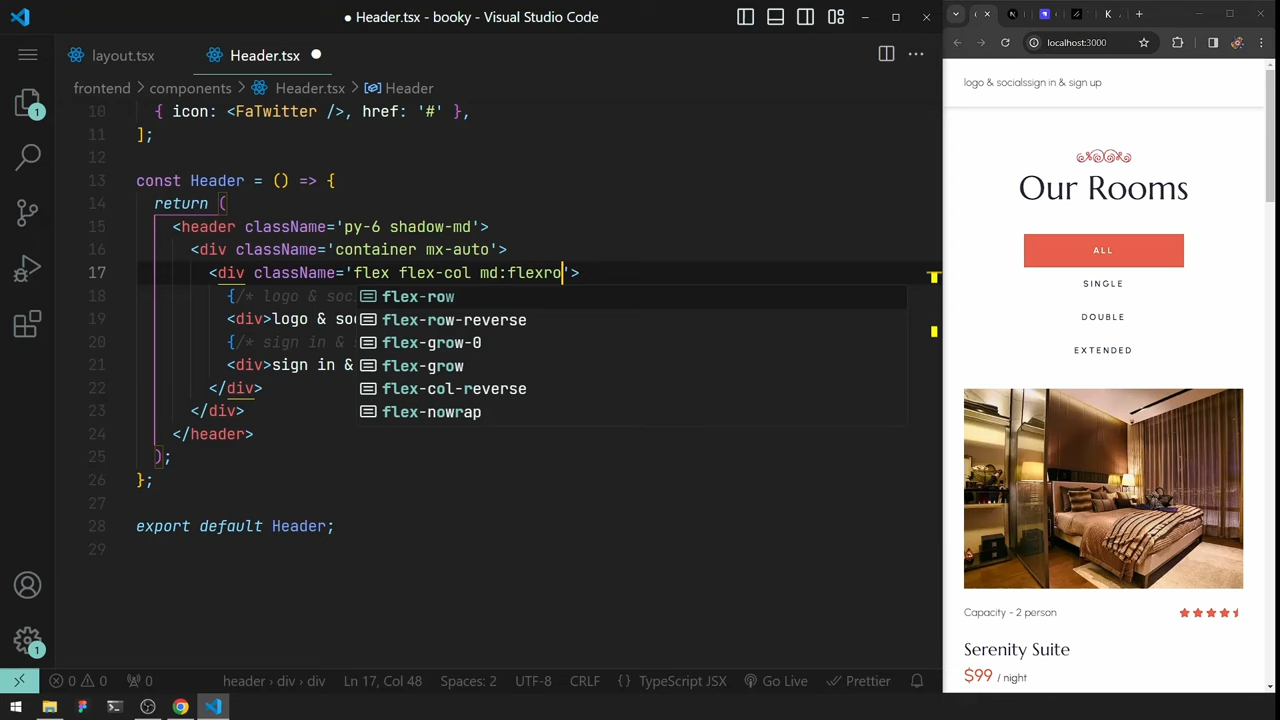 ● Header.tsx - booky - Visual Studio Code
layout.tsx
Header.tsx
frontend
components
Header.tsx
Header
10 { icon: <FaTwitter />, href: '#' },
11 ];
12
13 const Header = () => {
14 return (
15 <header className='py-6 shadow-md'>
16 <div className='container mx-auto'>
17 <div className='flex flex-col md:flexro'>
18 {/* logo & soc
19 <div>logo & so
20 {/* sign in &
21 <div>sign in &
22 </div>
23 </div>
24 </header>
25 );
26 };
27
28 export default Header;
29
flex-row
flex-row-reverse
flex-grow-0
flex-grow
flex-col-reverse
flex-nowrap
1
1
0 0 0
header › div › div
Ln 17, Col 48
Spaces: 2
UTF-8
CRLF
{} TypeScript JSX
Go Live
Prettier
localhost:3000
logo & socialssign in & sign up
Our Rooms
ALL
SINGLE
DOUBLE
EXTENDED
Capacity - 2 person
Serenity Suite
$99 / night